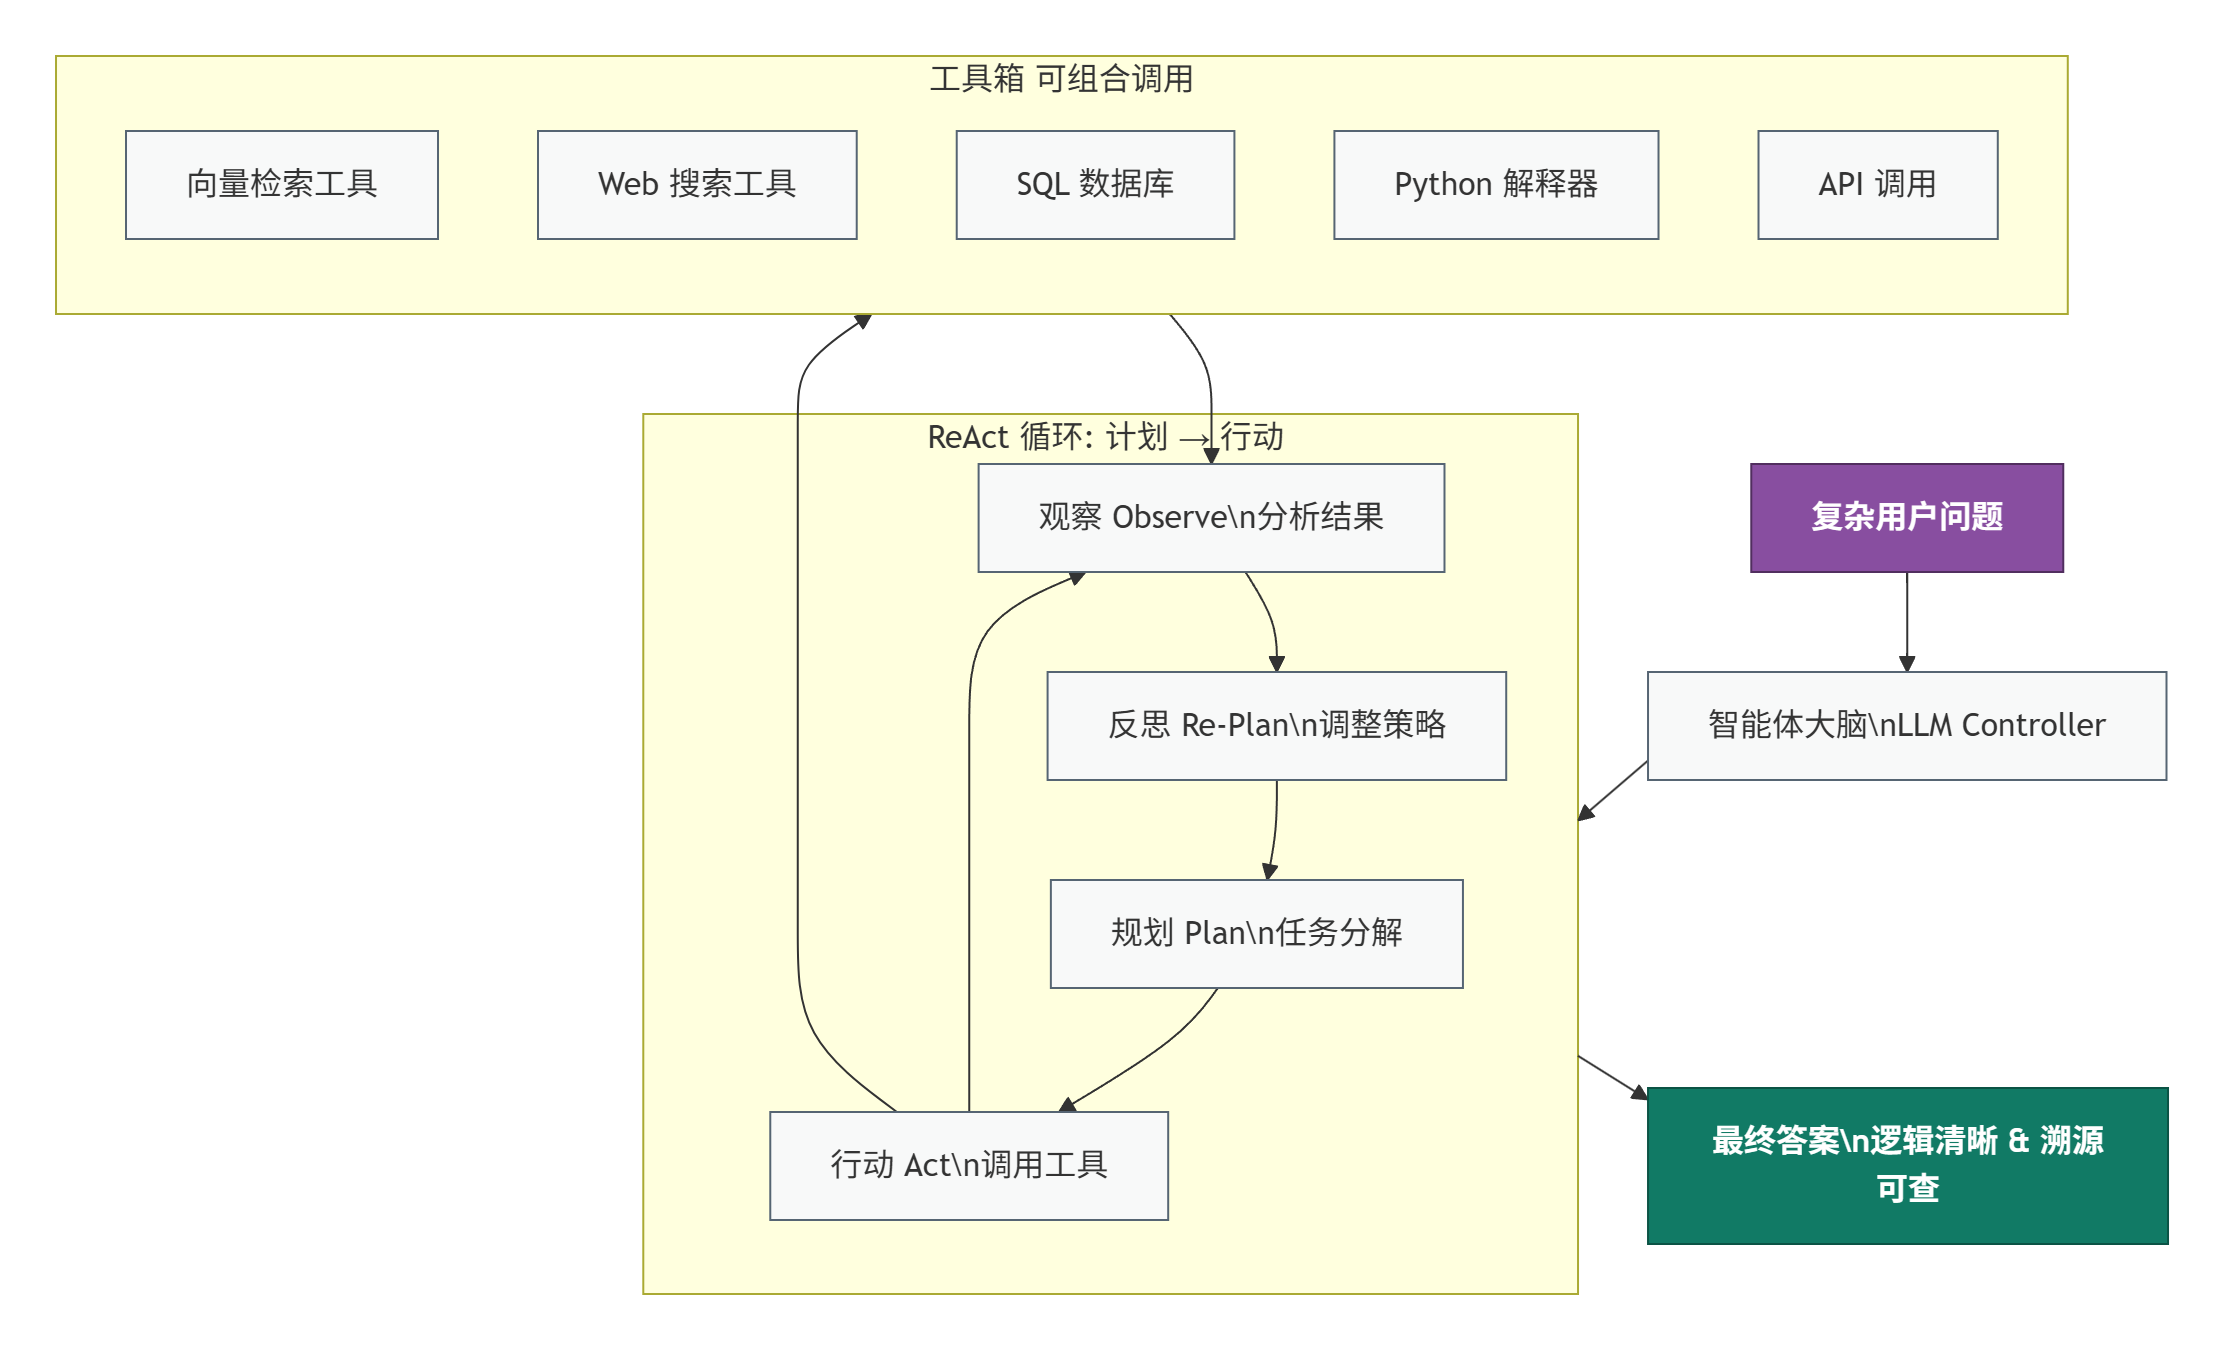 工具箱 可组合调用
向量检索工具
Web 搜索工具
SQL 数据库
Python 解释器
API 调用
ReAct 循环: 计划 → 行动
观察 Observe\n分析结果
复杂用户问题
反思 Re-Plan\n调整策略
智能体大脑\nLLM Controller
规划 Plan\n任务分解
行动 Act\n调用工具
最终答案\n逻辑清晰 & 溯源
可查